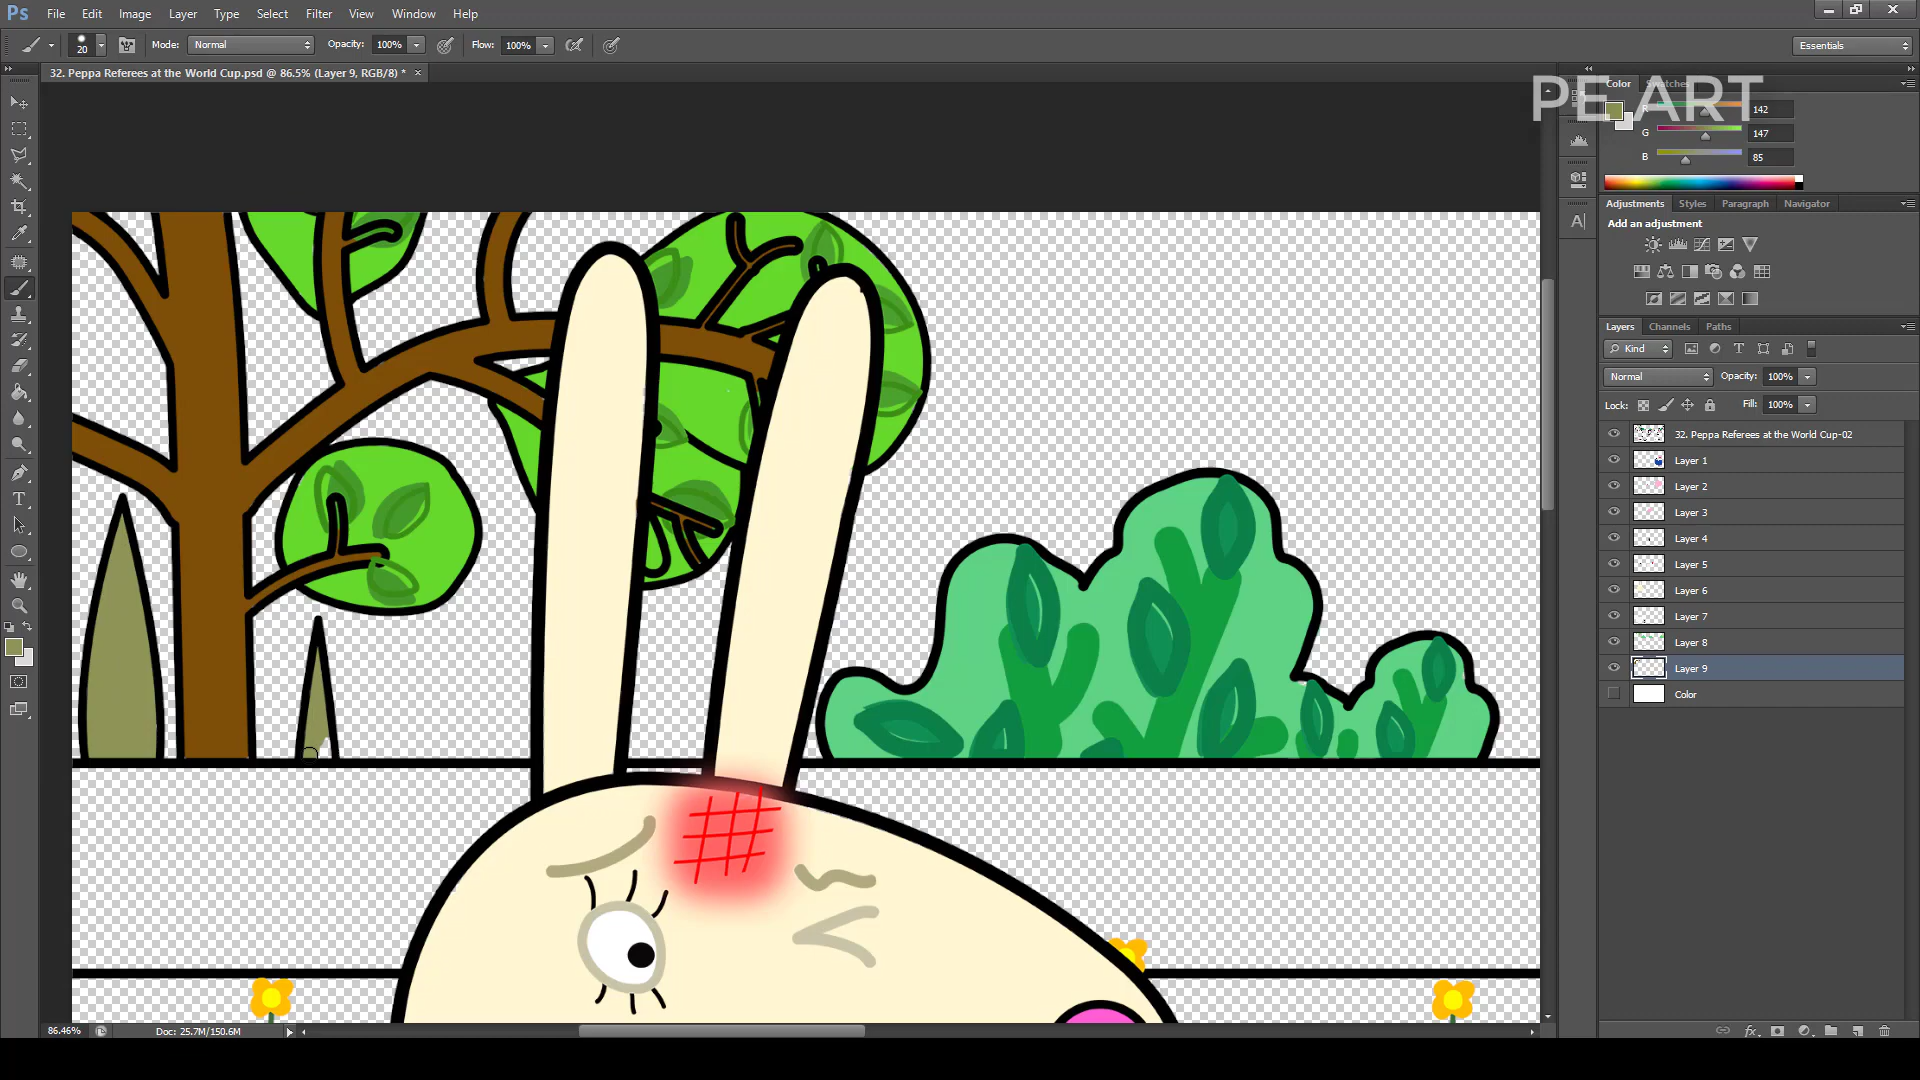 Ps File Edit Image Layer Type Select Filter View Window Help
20 Mode: Normal Opacity: 100% Flow: 100% Essentials
32. Peppa Referees at the World Cup.psd @ 86.5% (Layer 9, RGB/8) * ×
PE ART
Color Swatches
R 142
G 147
B 85
Adjustments Styles Paragraph Navigator
Add an adjustment
Layers Channels Paths
Kind
Normal Opacity: 100%
Lock: Fill: 100%
32. Peppa Referees at the World Cup-02
Layer 1
Layer 2
Layer 3
Layer 4
Layer 5
Layer 6
Layer 7
Layer 8
Layer 9
Color
86.46% Doc: 25.7M/150.6M